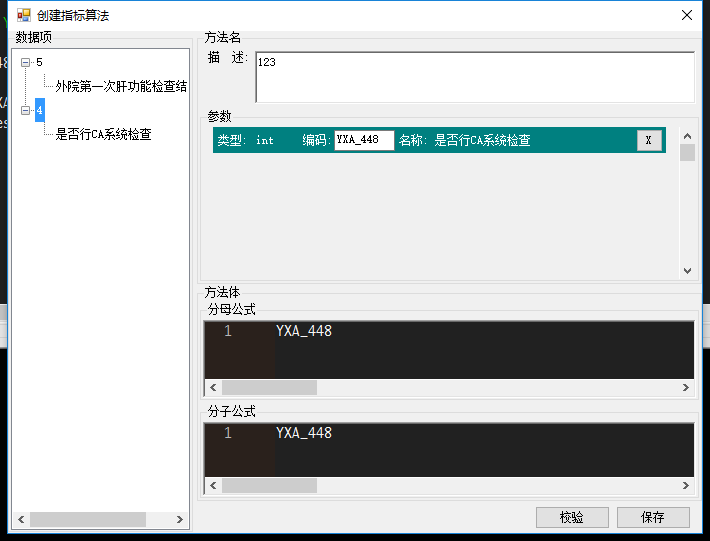 创建指标算法
数据项
5
外院第一次肝功能检查结
4
是否行CA系统检查
方法名
描 述:
123
参数
类型: int 编码: YXA_448 名称: 是否行CA系统检查 X
方法体
分母公式
1 YXA_448
分子公式
1 YXA_448
校验 保存